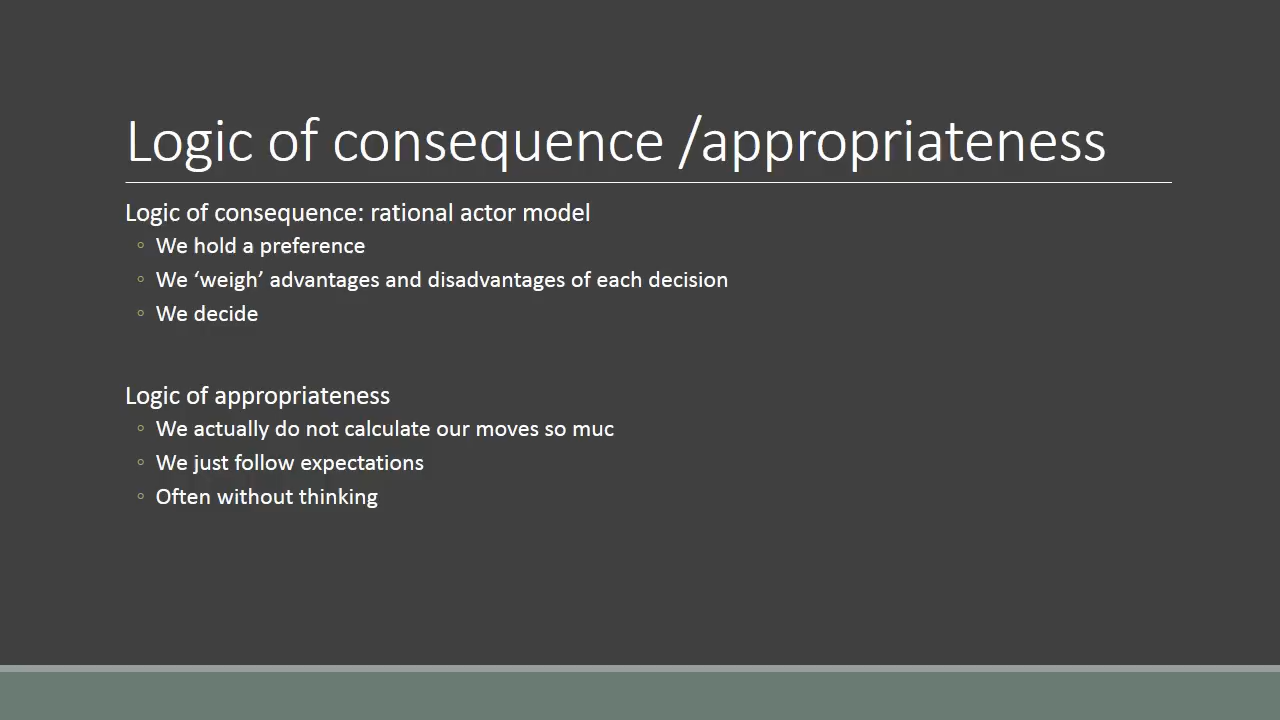 Logic of consequence /appropriateness
Logic of consequence: rational actor model
◦ We hold a preference
◦ We ‘weigh’ advantages and disadvantages of each decision
◦ We decide
Logic of appropriateness
◦ We actually do not calculate our moves so muc
◦ We just follow expectations
◦ Often without thinking